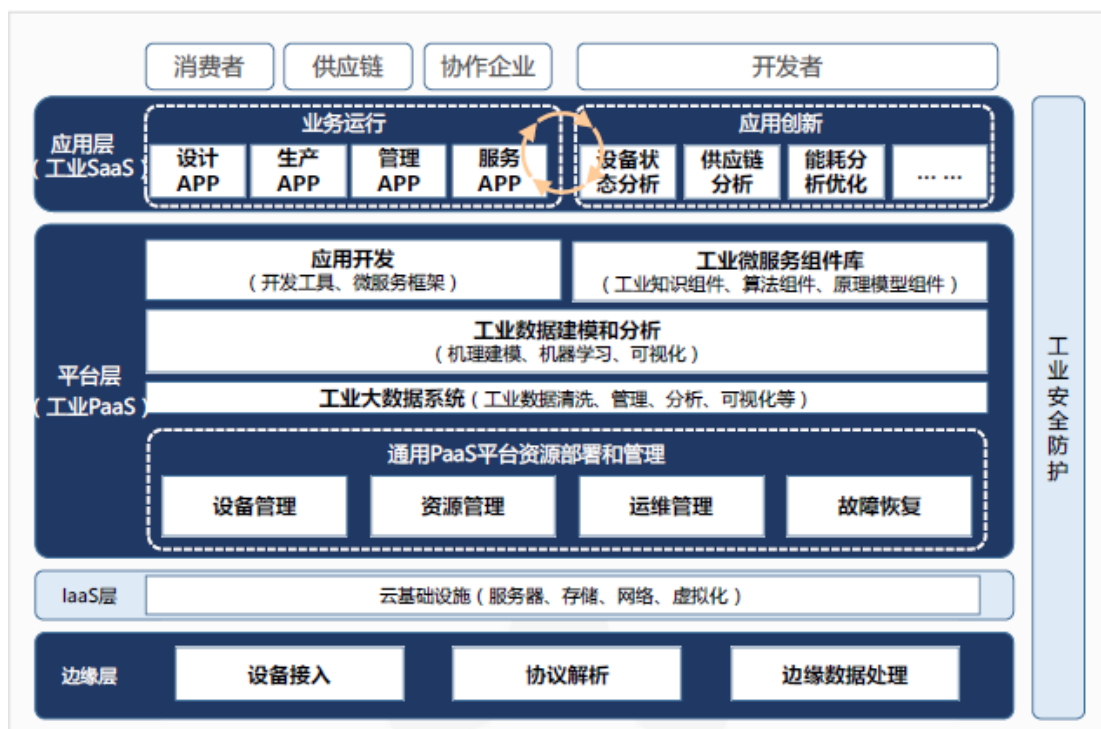 消费者
供应链
协作企业
开发者
应用层
（工业SaaS）
业务运行
设计
APP
生产
APP
管理
APP
服务
APP
应用创新
设备状
态分析
供应链
分析
能耗分
析优化
... ...
平台层
（工业PaaS）
应用开发
（开发工具、微服务框架）
工业微服务组件库
（工业知识组件、算法组件、原理模型组件）
工业数据建模和分析
（机理建模、机器学习、可视化）
工业大数据系统（工业数据清洗、管理、分析、可视化等）
通用PaaS平台资源部署和管理
设备管理
资源管理
运维管理
故障恢复
IaaS层
云基础设施（服务器、存储、网络、虚拟化）
边缘层
设备接入
协议解析
边缘数据处理
工
业
安
全
防
护